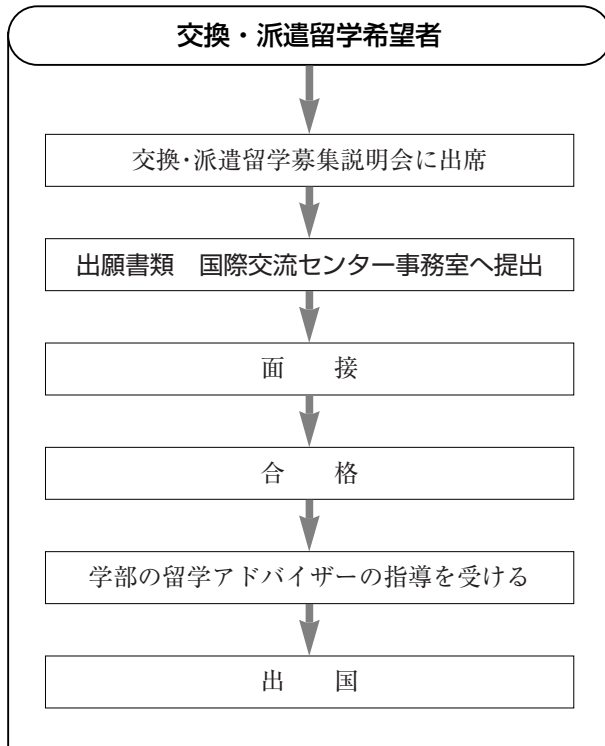 交換・派遣留学希望者
交換・派遣留学募集説明会に出席
出願書類　国際交流センター事務室へ提出
面　　接
合　　格
学部の留学アドバイザーの指導を受ける
出　　国